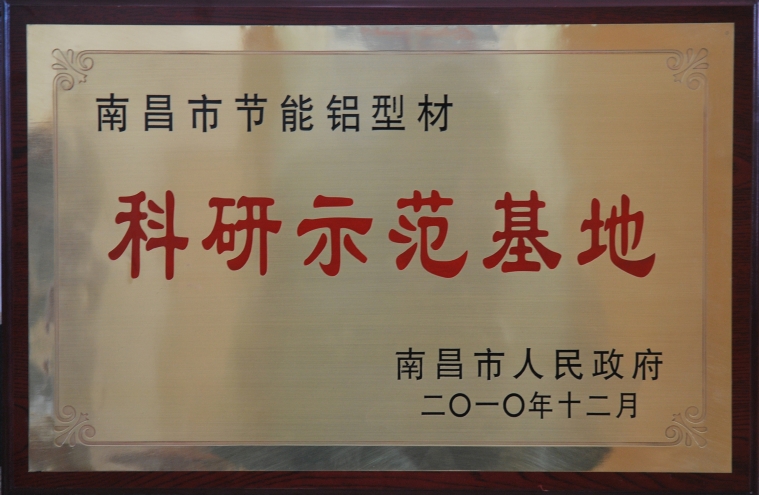 南昌市节能铝型材
科研示范基地
南昌市人民政府
二〇一〇年十二月